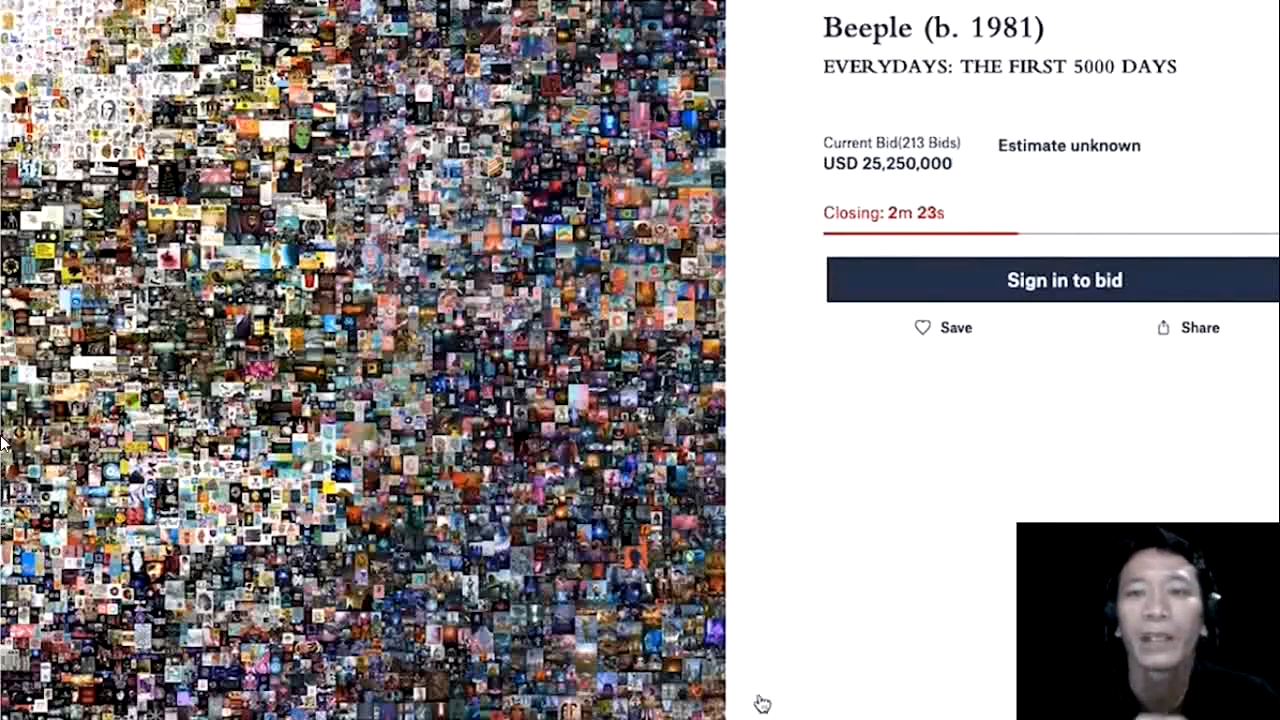 Beeple (b. 1981)
EVERYDAYS: THE FIRST 5000 DAYS
Current Bid(213 Bids)
Estimate unknown
USD 25,250,000
Closing: 2m 23s
Sign in to bid
Save
Share